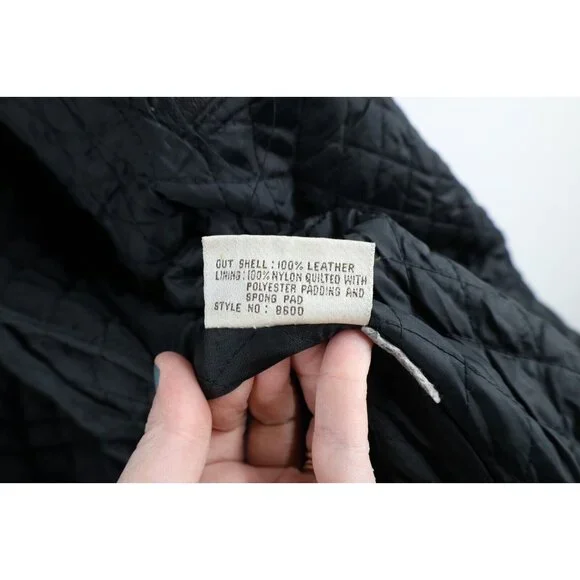 OUT SHELL : 100% LEATHER
LINING : 100% NYLON QUILTED WITH
POLYESTER PADDING AND
SPONG PAD
STYLE NO : 8600